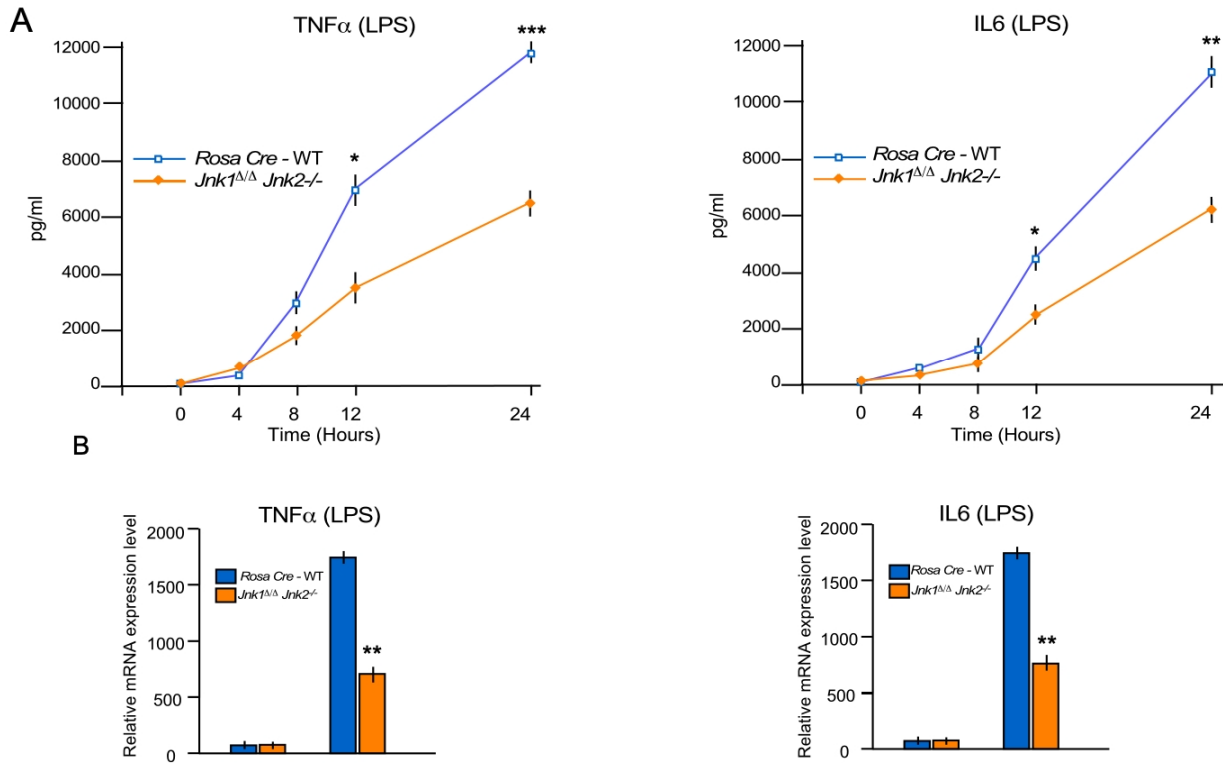 A
TNFα (LPS)
***
12000
10000
8000
6000
4000
2000
0
pg/ml
Rosa Cre - WT
Jnk1Δ/Δ Jnk2-/-
*
0 4 8 12 24
Time (Hours)
IL6 (LPS)
**
12000
10000
8000
6000
4000
2000
0
pg/ml
Rosa Cre - WT
Jnk1Δ/Δ Jnk2-/-
*
0 4 8 12 24
Time (Hours)
B
TNFα (LPS)
Relative mRNA expression level
2000
1500
1000
500
0
Rosa Cre - WT
Jnk1Δ/Δ Jnk2-/-
**
IL6 (LPS)
Relative mRNA expression level
2000
1500
1000
500
0
Rosa Cre - WT
Jnk1Δ/Δ Jnk2-/-
**